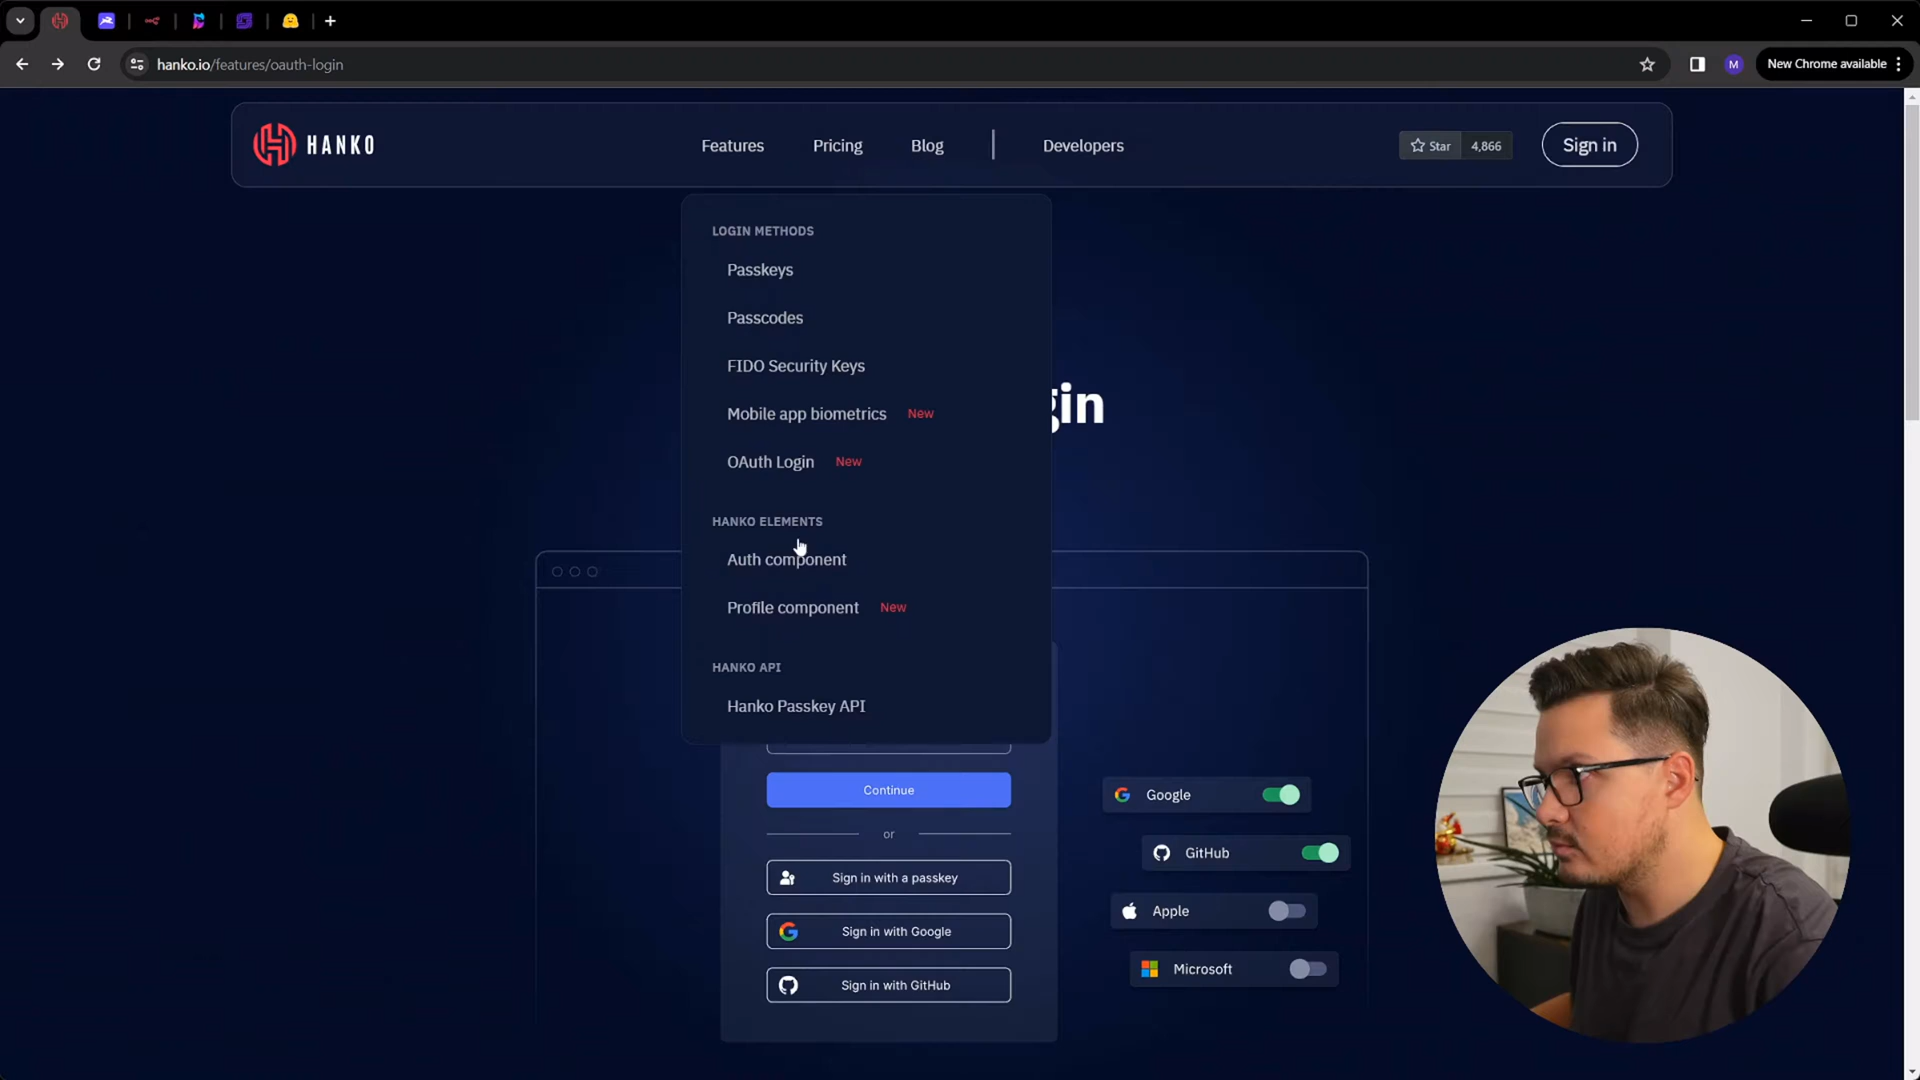 hanko.io/features/oauth-login
M
New Chrome available
HANKO
Features
Pricing
Blog
Developers
Star
4,866
Sign in
LOGIN METHODS
Passkeys
Passcodes
FIDO Security Keys
Mobile app biometrics New
OAuth Login New
HANKO ELEMENTS
Auth component
Profile component New
HANKO API
Hanko Passkey API
Continue
or
Sign in with a passkey
Sign in with Google
Sign in with GitHub
Google
GitHub
Apple
Microsoft